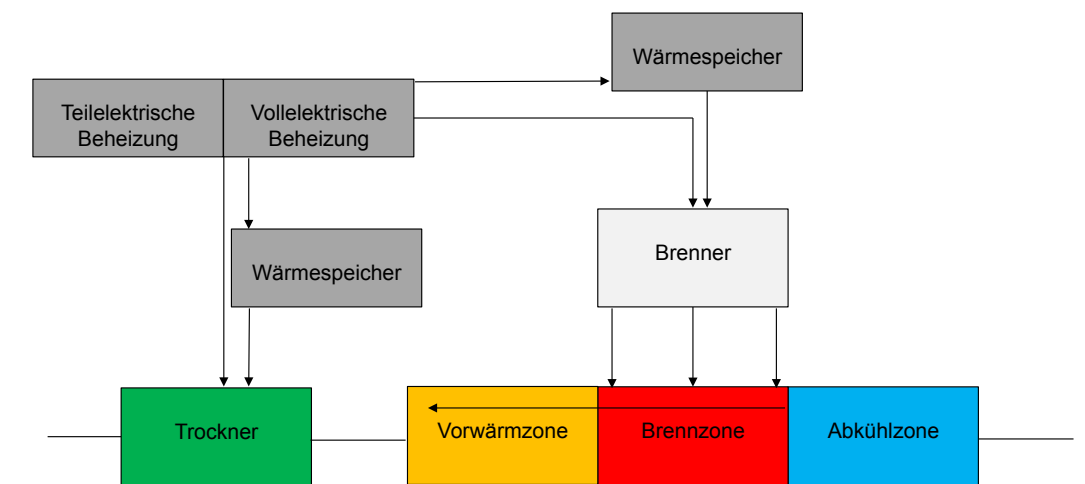 Wärmespeicher
Teilelektrische
Beheizung
Vollelektrische
Beheizung
Wärmespeicher
Brenner
Trockner
Vorwärmzone
Brennzone
Abkühlzone